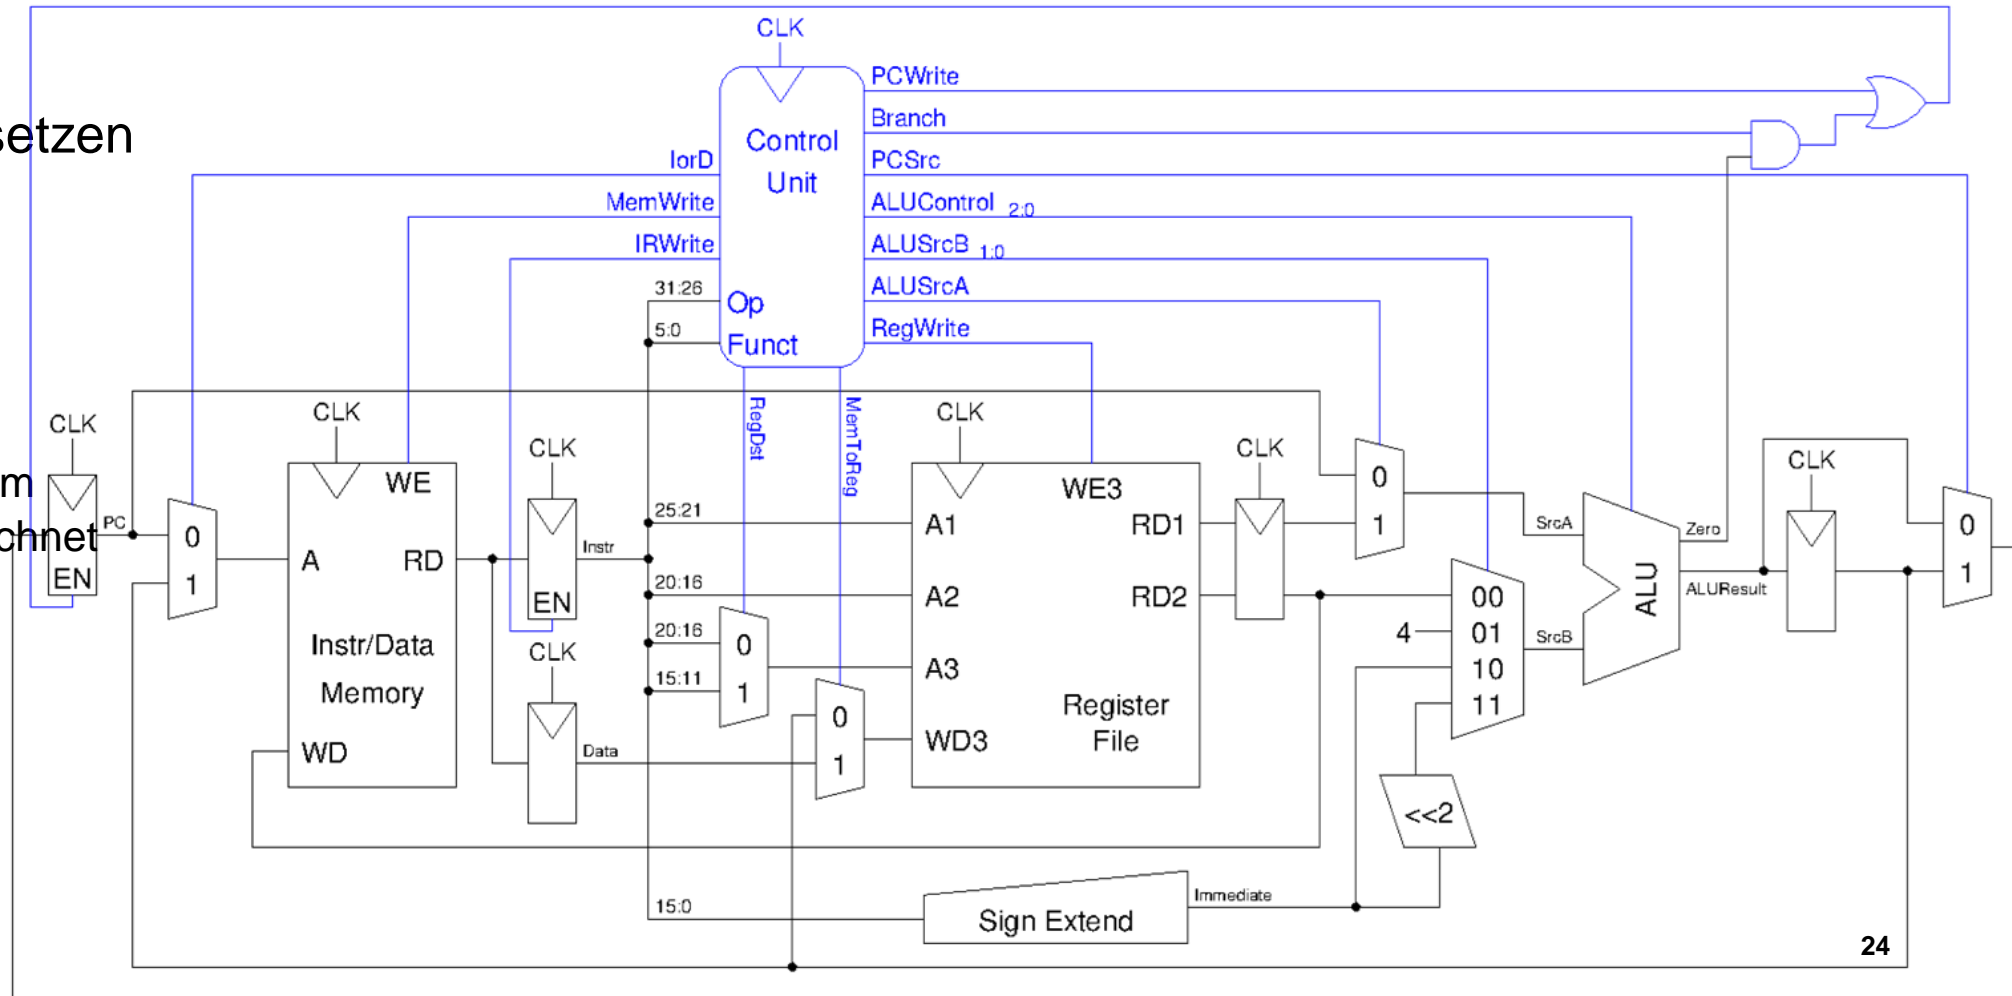 CLK
PCWrite
Branch
setzen
Control
Unit
IorD
PCSrc
MemWrite
ALUControl 2:0
IRWrite
ALUSrcB 1:0
31:26
Op
ALUSrcA
5:0
Funct
RegWrite
RegDst
MemToReg
CLK
CLK
CLK
CLK
CLK
CLK
m
chnet
PC
EN
0
1
WE
A
RD
Instr/Data
Memory
WD
EN
Instr
CLK
Data
25:21
20:16
20:16
15:11
0
1
0
1
WE3
A1
RD1
A2
RD2
A3
WD3
Register
File
0
1
4
00
01
10
11
<<2
SrcA
SrcB
ALU
Zero
ALUResult
0
1
15:0
Sign Extend
Immediate
24